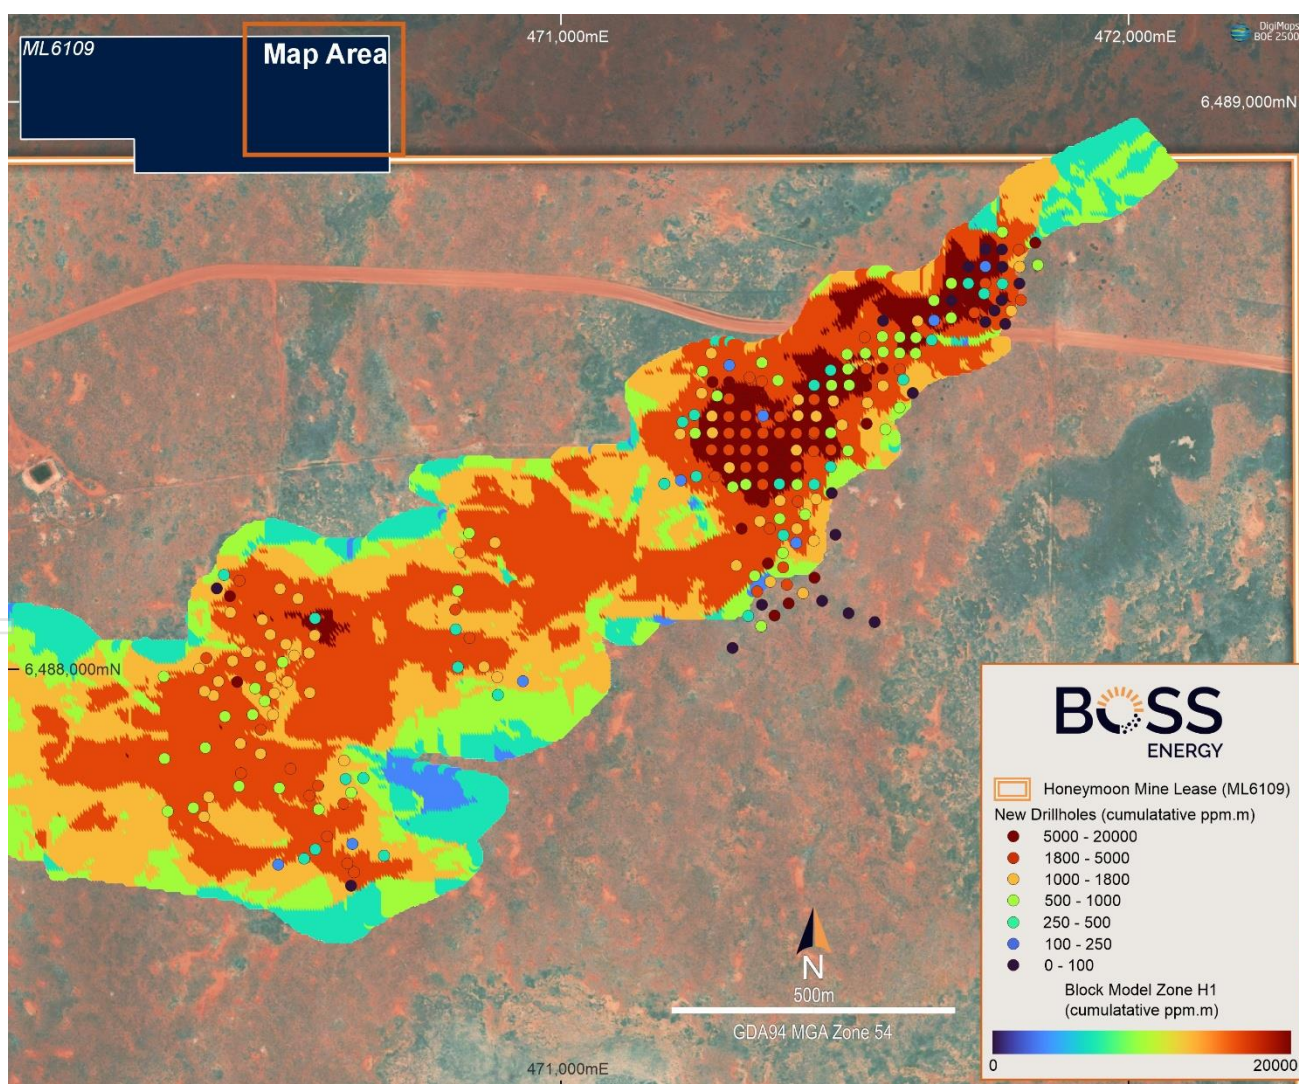 ML6109
Map Area
471,000mE
472,000mE
DigiMaps
BOE 2500
6,489,000mN
6,488,000mN
BOSS
ENERGY
Honeymoon Mine Lease (ML6109)
New Drillholes (cumulatative ppm.m)
5000 - 20000
1800 - 5000
1000 - 1800
500 - 1000
250 - 500
100 - 250
0 - 100
Block Model Zone H1
(cumulatative ppm.m)
0
20000
N
500m
GDA94 MGA Zone 54
471,000mE